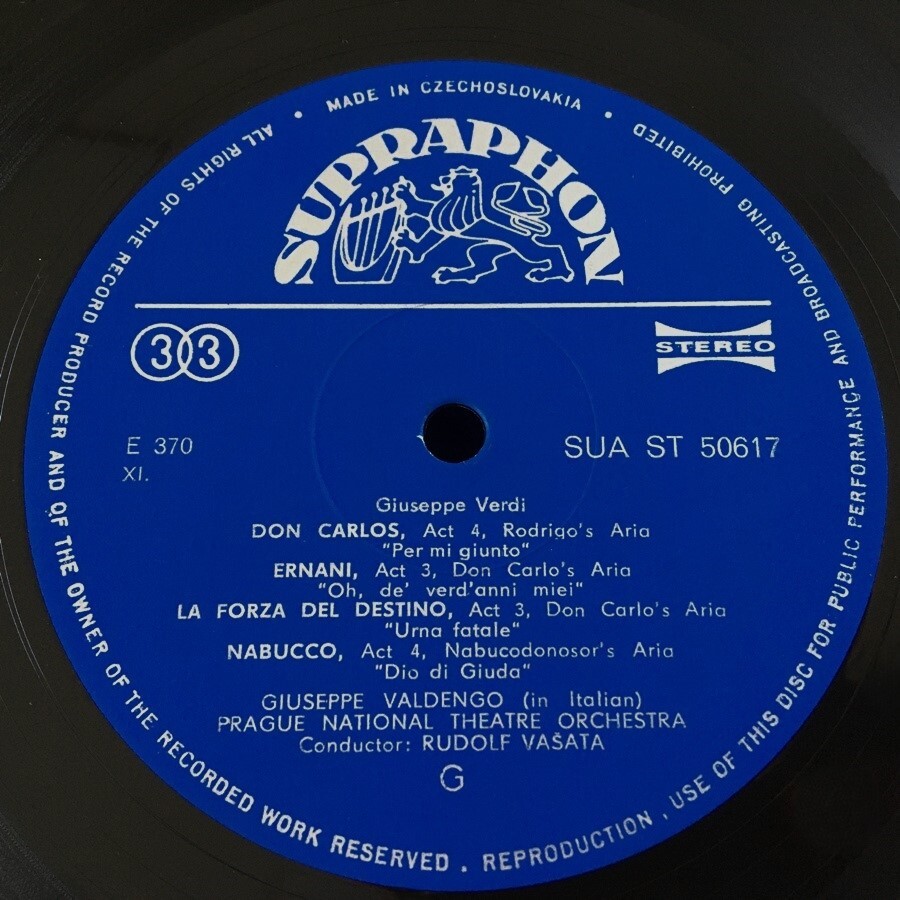 MADE IN CZECHOSLOVAKIA
SUPRAPHON
33
STEREO
E 370
SUA ST 50617
XI.
Giuseppe Verdi
DON CARLOS, Act 4, Rodrigo's Aria
"Per mi giunto"
ERNANI, Act 3, Don Carlo's Aria
"Oh, de' verd'anni miei"
LA FORZA DEL DESTINO, Act 3, Don Carlo's Aria
"Urna fatale"
NABUCCO, Act 4, Nabucodonosor's Aria
"Dio di Giuda"
GIUSEPPE VALDENGO (in Italian)
PRAGUE NATIONAL THEATRE ORCHESTRA
Conductor: RUDOLF VAŠATA
G
ALL RIGHTS OF THE RECORD PRODUCER AND OF THE OWNER OF THE RECORDED WORK RESERVED . REPRODUCTION , USE OF THIS DISC FOR PUBLIC PERFORMANCE AND BROADCASTING PROHIBITED